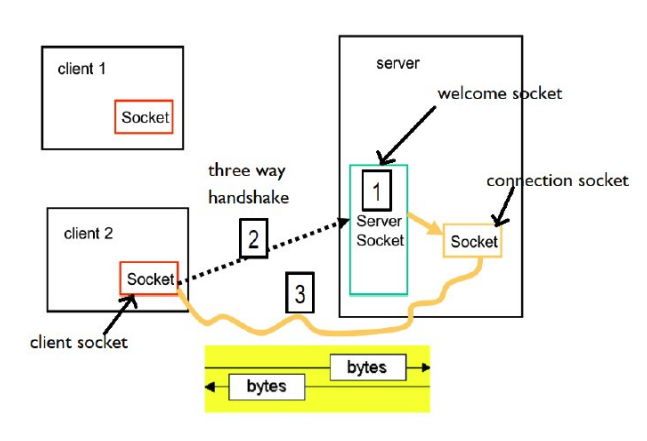 client 1
Socket
server
welcome socket
three way
handshake
1
connection socket
Server
Socket
client 2
2
Socket
Socket
3
client socket
bytes
bytes